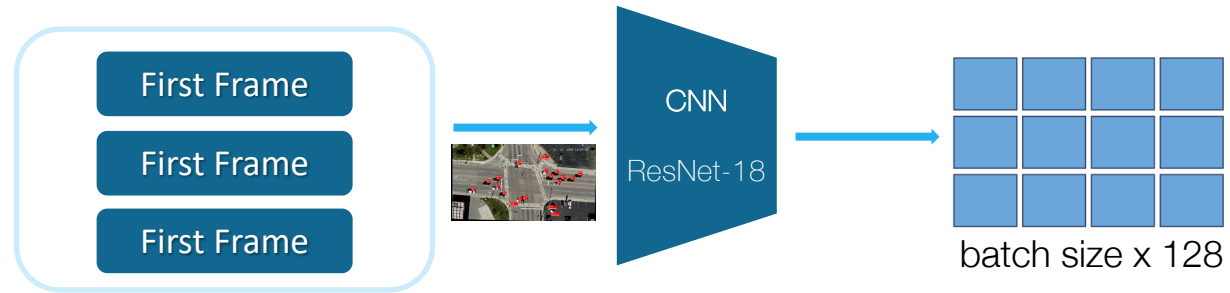 First Frame
First Frame
First Frame
CNN
ResNet-18
batch size x 128